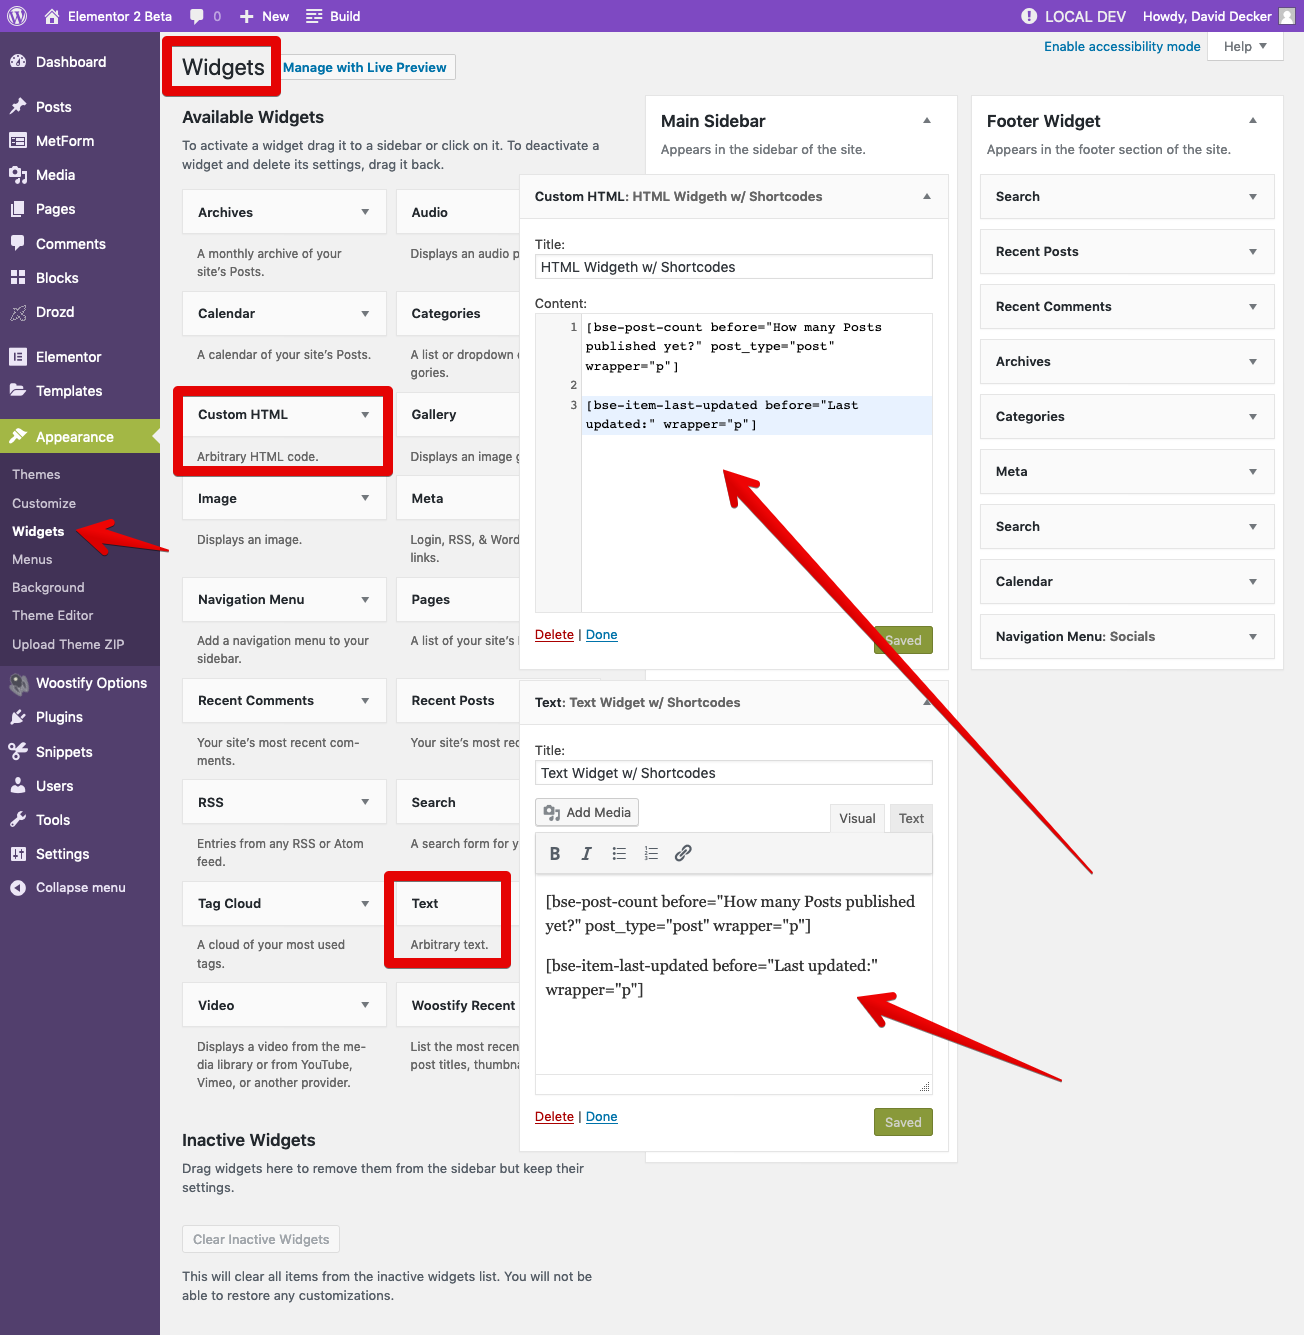 Elementor 2 Beta
0
New
Build
LOCAL DEV
Howdy, David Decker
Dashboard
Posts
MetForm
Media
Pages
Comments
Blocks
Drozd
Elementor
Templates
Appearance
Themes
Customize
Widgets
Menus
Background
Theme Editor
Upload Theme ZIP
Woostify Options
Plugins
Snippets
Users
Tools
Settings
Collapse menu
Enable accessibility mode
Help
Widgets
Manage with Live Preview
Available Widgets
To activate a widget drag it to a sidebar or click on it. To deactivate a
widget and delete its settings, drag it back.
Archives
A monthly archive of your
site's Posts.
Audio
Displays an audio p
Calendar
A calendar of your site's Posts.
Categories
A list or dropdown
gories.
Custom HTML
Arbitrary HTML code.
Gallery
Displays an image g
Image
Displays an image.
Meta
Login, RSS, & Word
links.
Navigation Menu
Add a navigation menu to your
sidebar.
Pages
A list of your site's
Recent Comments
Your site's most recent com-
ments.
Recent Posts
Your site's most rec
RSS
Entries from any RSS or Atom
feed.
Search
A search form for y
Tag Cloud
A cloud of your most used
tags.
Text
Arbitrary text.
Video
Displays a video from the me-
dia library or from YouTube,
Vimeo, or another provider.
Woostify Recent
List the most recen
post titles, thumbna
Inactive Widgets
Drag widgets here to remove them from the sidebar but keep their
settings.
Clear Inactive Widgets
This will clear all items from the inactive widgets list. You will not be
able to restore any customizations.
Main Sidebar
Appears in the sidebar of the site.
Custom HTML: HTML Widgeth w/ Shortcodes
Title:
HTML Widgeth w/ Shortcodes
Content:
1 [bse-post-count before="How many Posts
published yet?" post_type="post"
wrapper="p"]
2
3 [bse-item-last-updated before="Last
updated:" wrapper="p"]
Delete | Done
Saved
Text: Text Widget w/ Shortcodes
Title:
Text Widget w/ Shortcodes
Add Media
Visual
Text
B I
[bse-post-count before="How many Posts published
yet?" post_type="post" wrapper="p"]
[bse-item-last-updated before="Last updated:"
wrapper="p"]
Delete | Done
Saved
Footer Widget
Appears in the footer section of the site.
Search
Recent Posts
Recent Comments
Archives
Categories
Meta
Search
Calendar
Navigation Menu: Socials